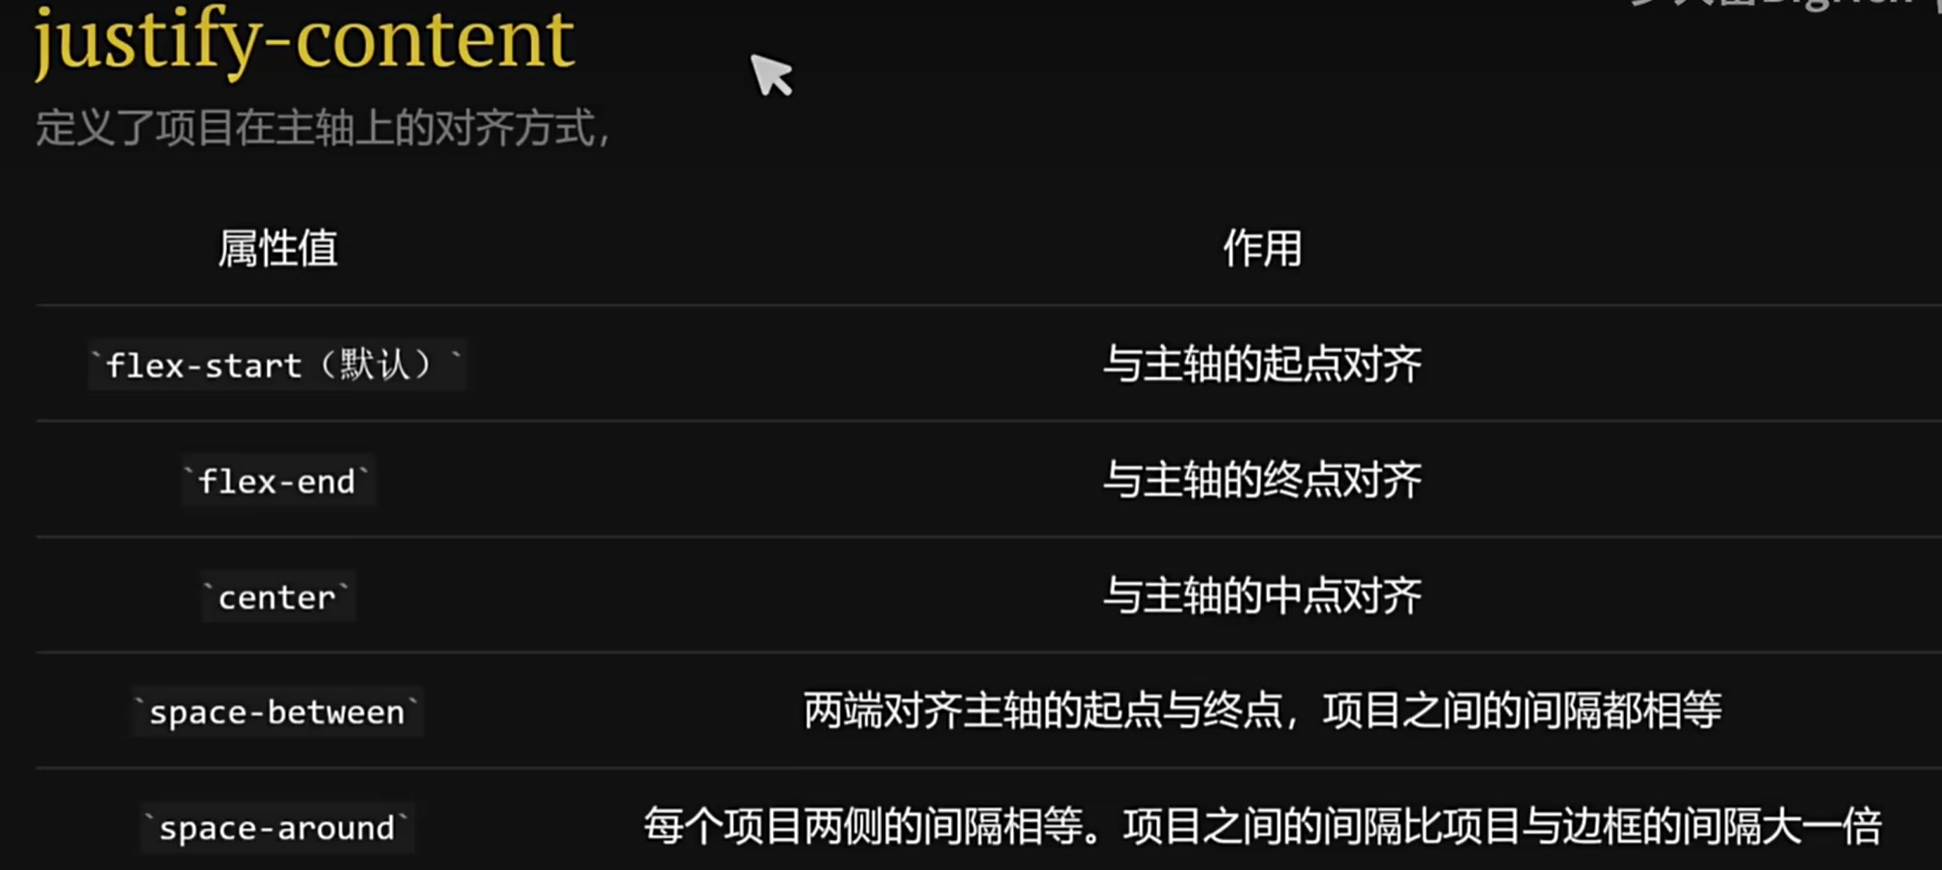 justify-content
定义了项目在主轴上的对齐方式，
属性值 作用
`flex-start（默认）` 与主轴的起点对齐
`flex-end` 与主轴的终点对齐
`center` 与主轴的中点对齐
`space-between` 两端对齐主轴的起点与终点，项目之间的间隔都相等
`space-around` 每个项目两侧的间隔相等。项目之间的间隔比项目与边框的间隔大一倍